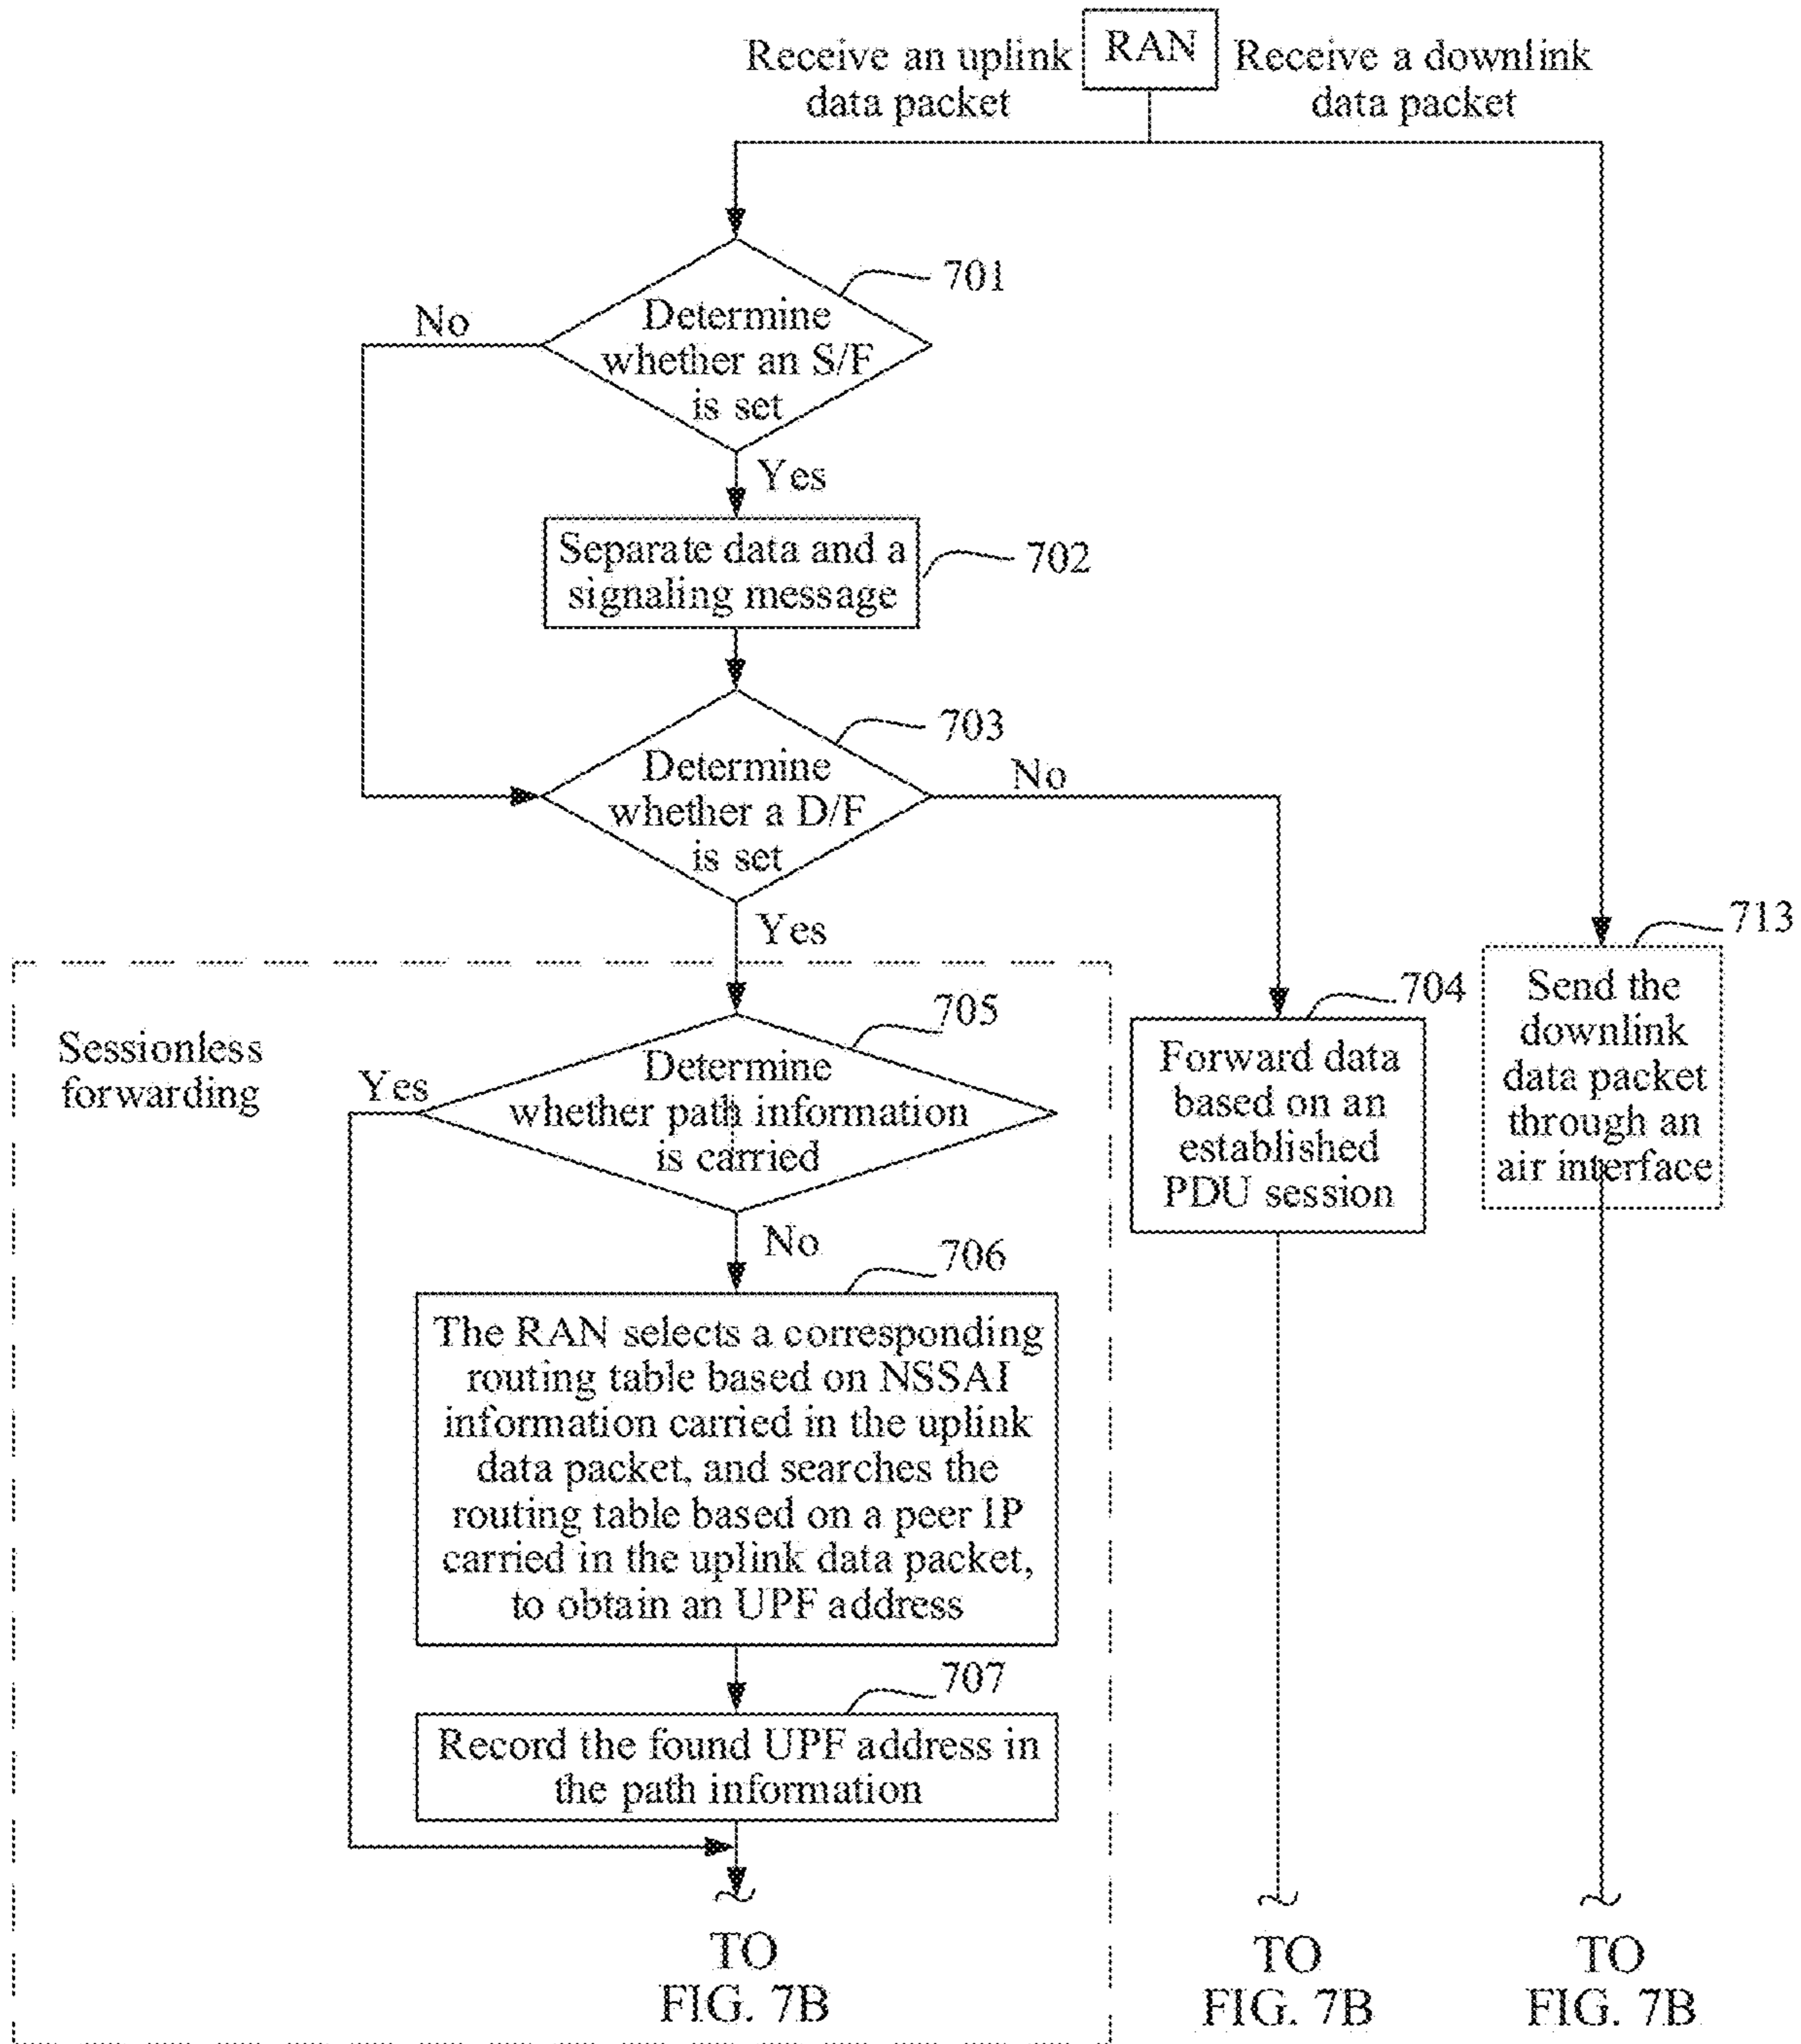 Receive an uplink
data packet
RAN
Receive a downlink
data packet
701
No
Determine
whether an S/F
is set
Yes
Separate data and a
signaling message
702
703
Determine
whether a D/F
is set
No
Yes
713
Send the
downlink
data packet
through an
air interface
704
Forward data
based on an
established
PDU session
Sessionless
forwarding
705
Yes
Determine
whether path information
is carried
No
706
The RAN selects a corresponding
routing table based on NSSAI
information carried in the uplink
data packet, and searches the
routing table based on a peer IP
carried in the uplink data packet,
to obtain an UPF address
707
Record the found UPF address in
the path information
TO
FIG. 7B
TO
FIG. 7B
TO
FIG. 7B